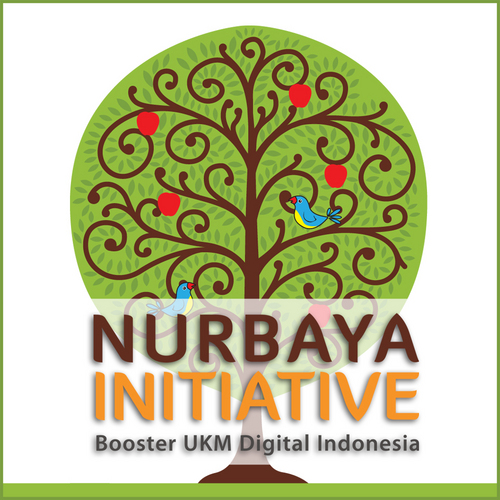 NURBAYA
INITIATIVE
Booster UKM Digital Indonesia